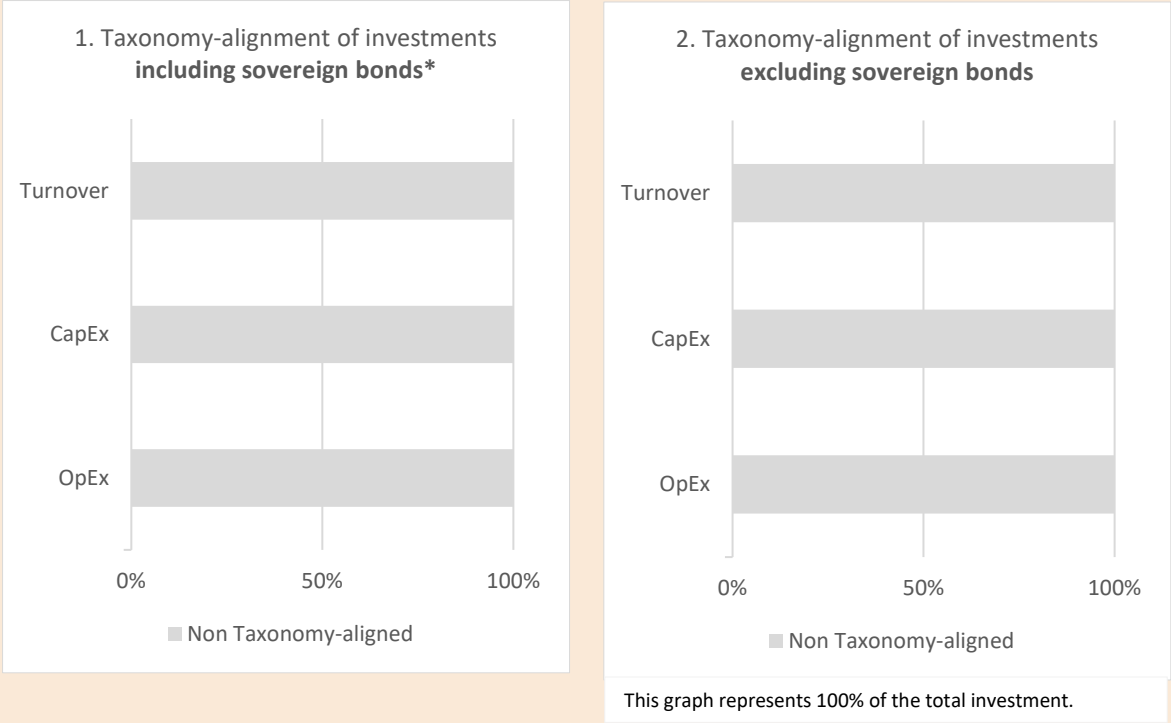 1. Taxonomy-alignment of investments
including sovereign bonds*
Turnover
CapEx
OpEx
0%
50%
100%
Non Taxonomy-aligned
2. Taxonomy-alignment of investments
excluding sovereign bonds
Turnover
CapEx
OpEx
0%
50%
100%
Non Taxonomy-aligned
This graph represents 100% of the total investment.